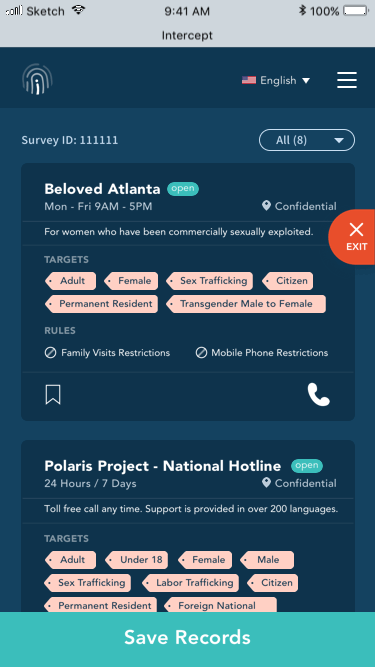 Sketch 9:41 AM 100%
Intercept
English
Survey ID: 111111 All (8)
Beloved Atlanta open
Mon - Fri 9AM - 5PM Confidential
For women who have been commercially sexually exploited.
EXIT
TARGETS
Adult Female Sex Trafficking Citizen
Permanent Resident Transgender Male to Female
RULES
Family Visits Restrictions Mobile Phone Restrictions
Polaris Project - National Hotline open
24 Hours / 7 Days Confidential
Toll free call any time. Support is provided in over 200 languages.
TARGETS
Adult Under 18 Female Male
Sex Trafficking Labor Trafficking Citizen
Permanent Resident Foreign National
Save Records